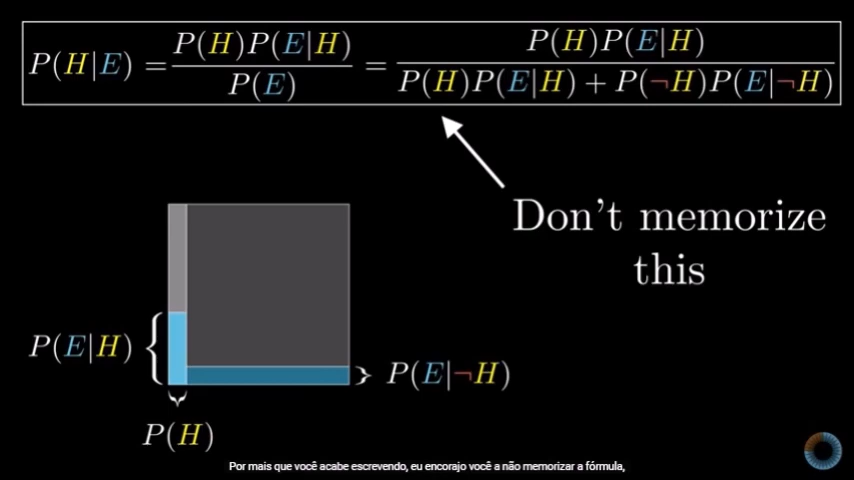 P(H|E) = P(H)P(E|H) / P(E) = P(H)P(E|H) / P(H)P(E|H) + P(¬H)P(E|¬H)
Don't memorize
this
P(E|H)
P(E|¬H)
P(H)
Por mais que você acabe escrevendo, eu encorajo você a não memorizar a fórmula,